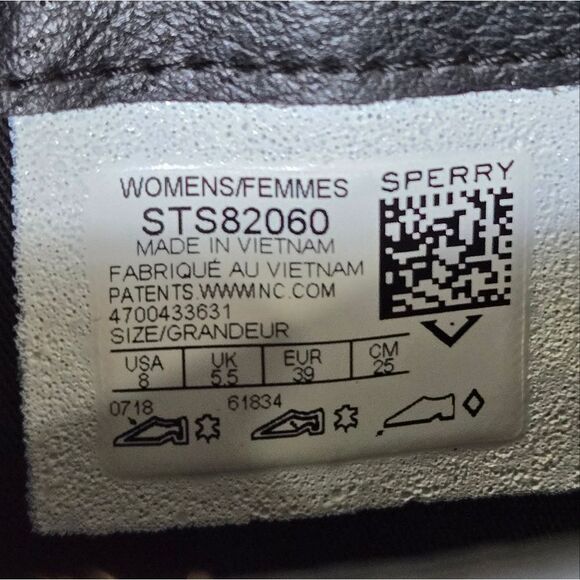 WOMENS/FEMMES
SPERRY
STS82060
MADE IN VIETNAM
FABRIQUÉ AU VIETNAM
PATENTS.WWWINC.COM
4700433631
SIZE/GRANDEUR
USA UK EUR CM
8 5.5 39 25
0718 61834